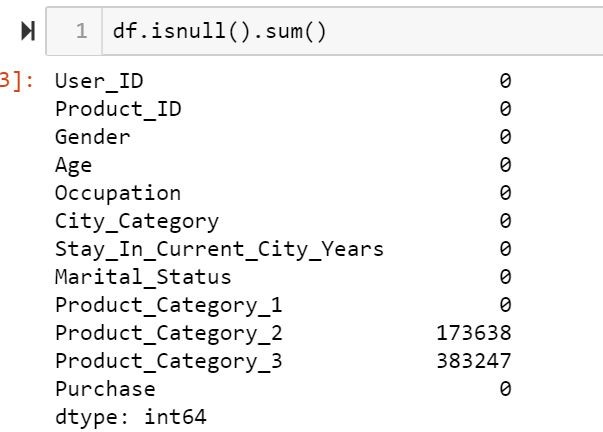 1 df.isnull().sum()
3]: User_ID 0
Product_ID 0
Gender 0
Age 0
Occupation 0
City_Category 0
Stay_In_Current_City_Years 0
Marital_Status 0
Product_Category_1 0
Product_Category_2 173638
Product_Category_3 383247
Purchase 0
dtype: int64